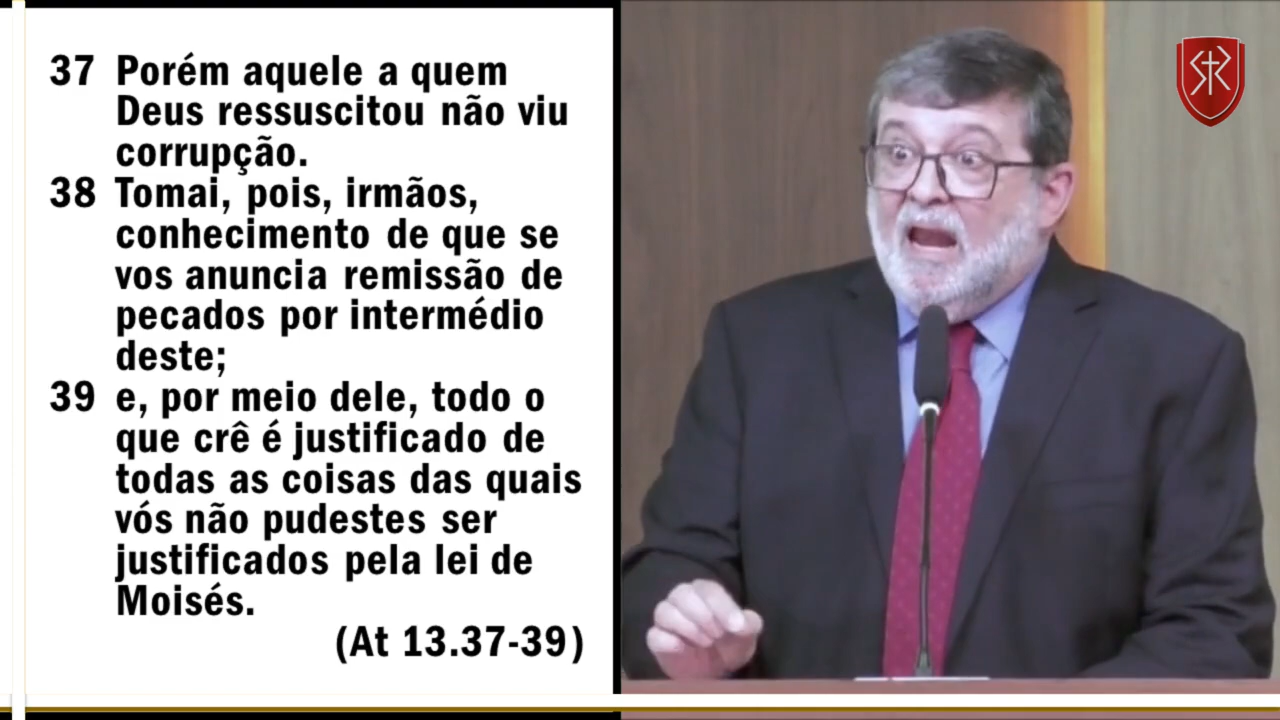 37 Porém aquele a quem
Deus ressuscitou não viu
corrupção.
38 Tomai, pois, irmãos,
conhecimento de que se
vos anuncia remissão de
pecados por intermédio
deste;
39 e, por meio dele, todo o
que crê é justificado de
todas as coisas das quais
vós não pudestes ser
justificados pela lei de
Moisés.
(At 13.37-39)